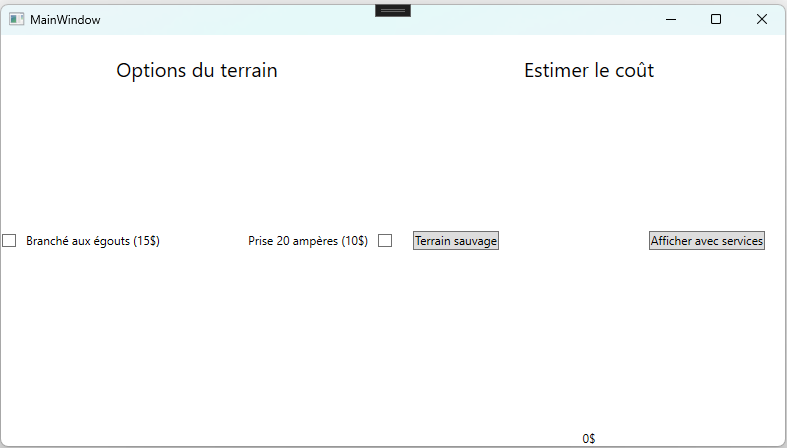 MainWindow
Options du terrain
Estimer le coût
Branché aux égouts (15$)
Prise 20 ampères (10$)
Terrain sauvage
Afficher avec services
0$